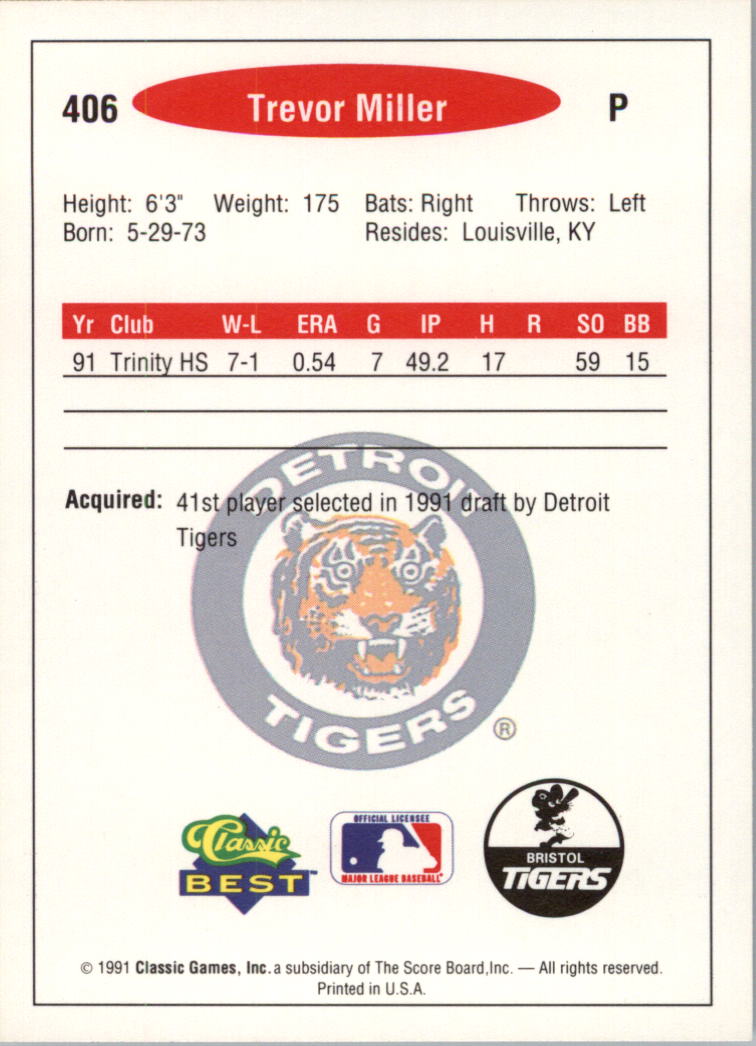 406 Trevor Miller P
Height: 6'3" Weight: 175 Bats: Right Throws: Left
Born: 5-29-73 Resides: Louisville, KY
Yr Club W-L ERA G IP H R SO BB
91 Trinity HS 7-1 0.54 7 49.2 17 59 15
DETROIT
Acquired: 41st player selected in 1991 draft by Detroit
Tigers
TIGERS ®
OFFICIAL LICENSEE
Classic
BEST™
MAJOR LEAGUE BASEBALL®
BRISTOL
TIGERS
© 1991 Classic Games, Inc. a subsidiary of The Score Board,Inc. — All rights reserved.
Printed in U.S.A.